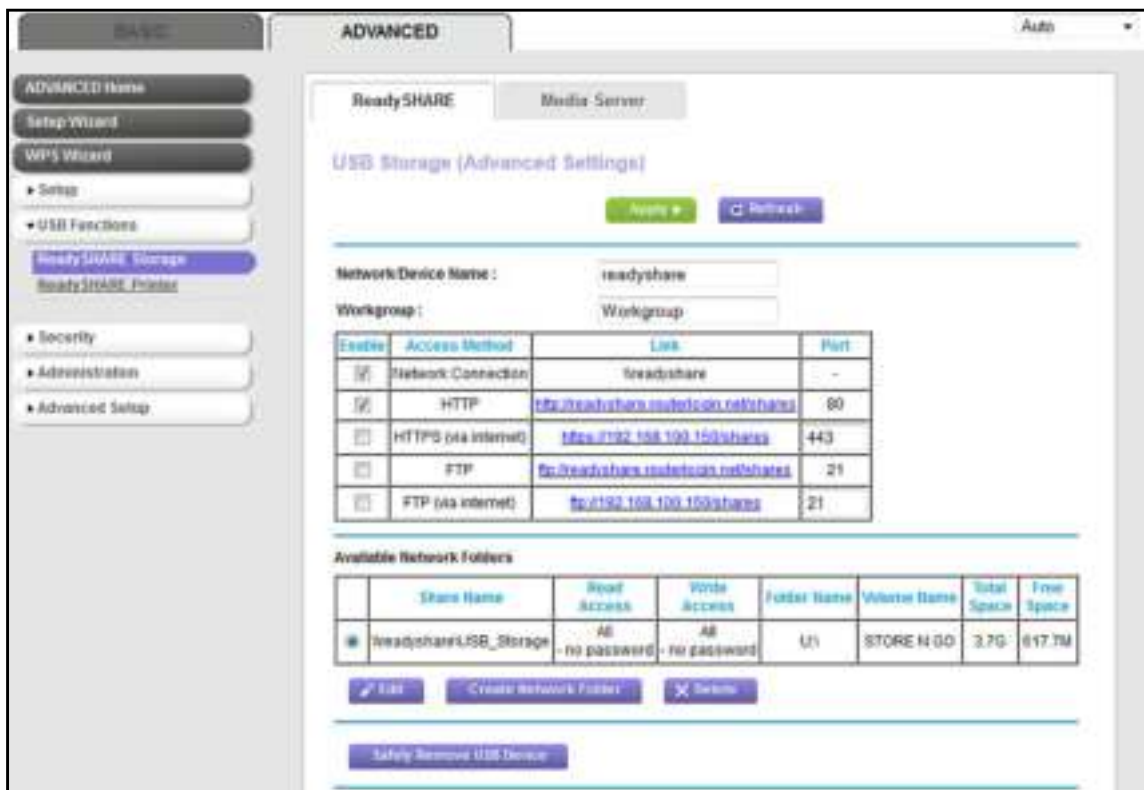 BASIC
ADVANCED
Auto
ADVANCED Home
Setup Wizard
WPS Wizard
Setup
USB Functions
ReadySHARE Storage
ReadySHARE Printer
Security
Administration
Advanced Setup
ReadySHARE
Media Server
USB Storage (Advanced Settings)
Apply
Refresh
Network/Device Name :
readyshare
Workgroup :
Workgroup
Enable Access Method Link Port
Network Connection \\readyshare -
HTTP http://readyshare.routerlogin.net/shares 80
HTTPS (via internet) https://192.168.100.150/shares 443
FTP ftp://readyshare.routerlogin.net/shares 21
FTP (via internet) ftp://192.168.100.150/shares 21
Available Network Folders
Share Name Read Access Write Access Folder Name Volume Name Total Space Free Space
\\readyshare\USB_Storage All - no password All - no password U:\ STORE N GO 3.7G 617.7M
Edit
Create Network Folder
Delete
Safely Remove USB Device